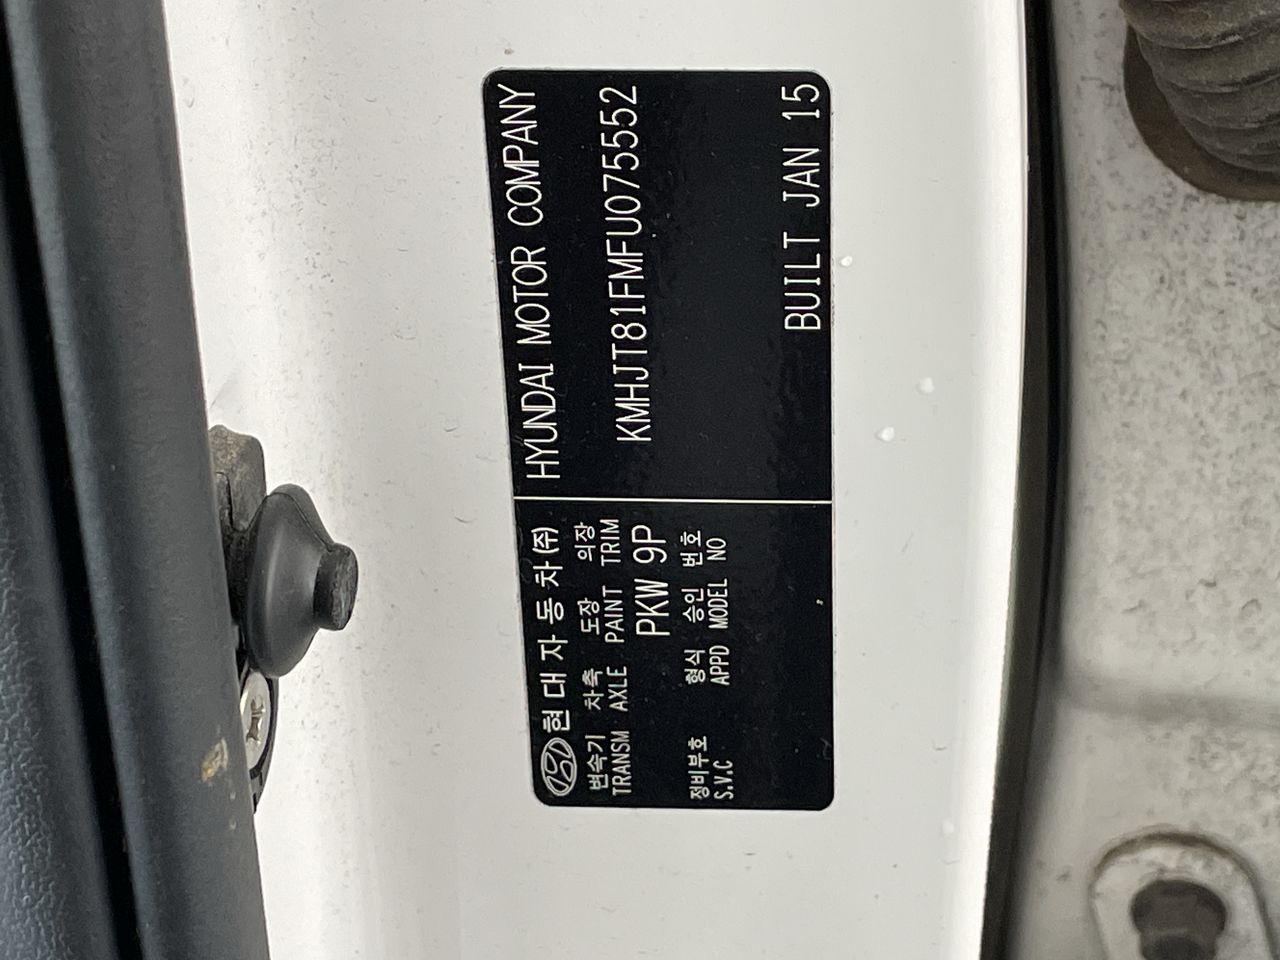 현대자동차(주)
변속기 차축 도장 의장
TRANSM AXLE PAINT TRIM
PKW 9P
정비부호 형식 승인 번호
S.V.C APPD MODEL NO
HYUNDAI MOTOR COMPANY
KMHJT81FMFU075552
BUILT JAN 15